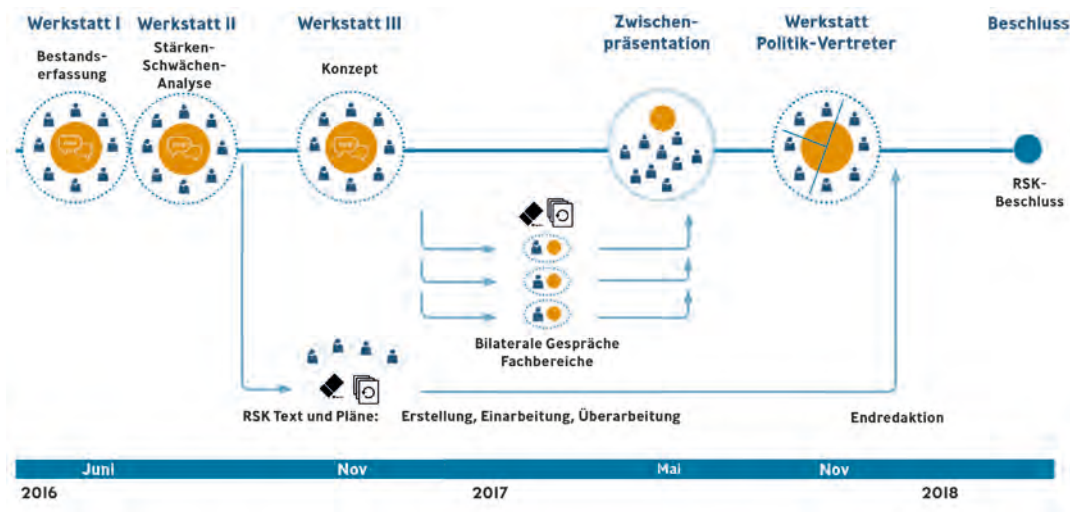 Werkstatt I
Bestands-
erfassung
Werkstatt II
Stärken-
Schwächen-
Analyse
Werkstatt III
Konzept
Zwischen-
präsentation
Werkstatt
Politik-Vertreter
Beschluss
RSK-
Beschluss
Bilaterale Gespräche
Fachbereiche
RSK Text und Pläne: Erstellung, Einarbeitung, Überarbeitung
Endredaktion
Juni Nov Mai Nov
2016 2017 2018